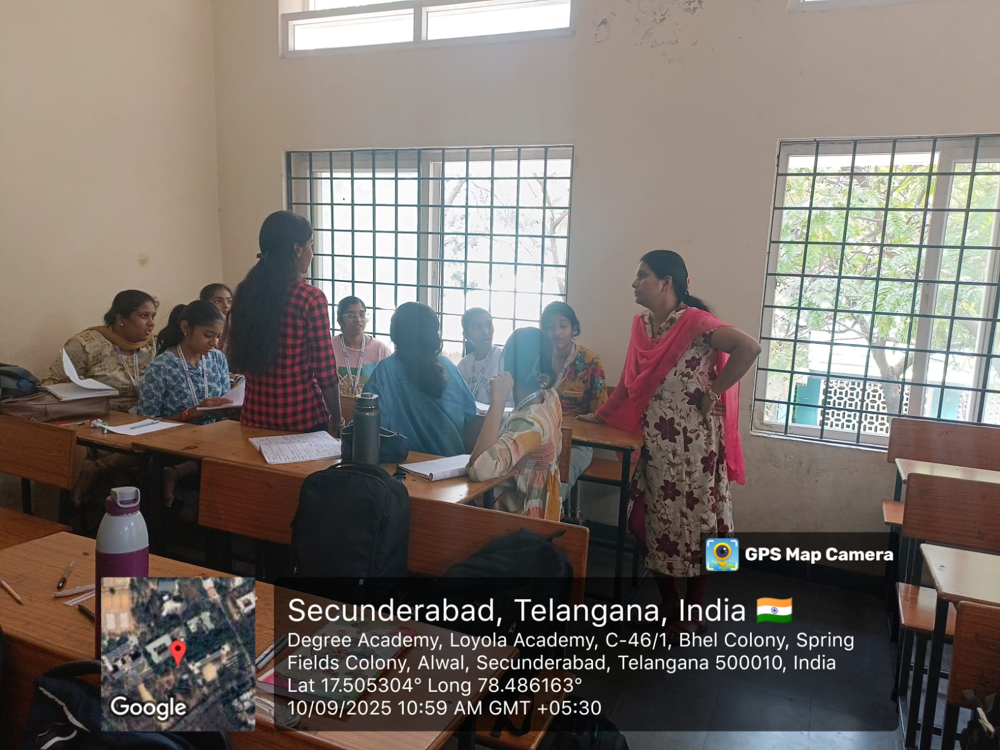 GPS Map Camera
Secunderabad, Telangana, India 🇮🇳
Degree Academy, Loyola Academy, C-46/1, Bhel Colony, Spring
Fields Colony, Alwal, Secunderabad, Telangana 500010, India
Lat 17.505304° Long 78.486163°
10/09/2025 10:59 AM GMT +05:30
Google